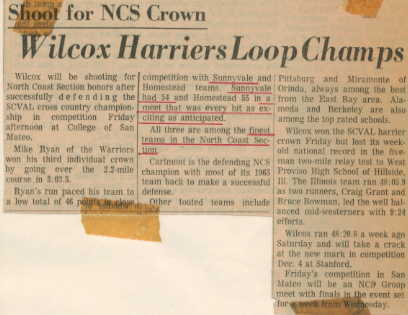 Shoot for NCS Crown
Wilcox Harriers Loop Champs
Wilcox will be shooting for
North Coast Section honors after
successfully defending the
SCVAL cross country champion-
ship in competition Friday
afternoon at College of San
Mateo.
Mike Ryan of the Warriors
won his third individual crown
by going over the 2.2-mile
course in
Ryan's run paced his team to
a low total of 46 points in close
competition with Sunnyvale and
Homestead teams. Sunnyvale
had 54 and Homestead 55 in a
meet that was every bit as ex-
citing as anticipated.
All three are among the finest
teams in the North Coast Sec-
tion.
Carlmont is the defending NCS
champion with most of its 1965
team back to make a successful
defense.
Other touted teams include
Pittsburg and Miramonte of
Orinda, always among the best
from the East Bay area. Ala-
meda and Berkeley are also
among the top rated schools.
Wilcox won the SCVAL harrier
crown Friday but lost its week-
old national record in the five-
man two-mile relay test to West
Proviso High School of Hillside,
Ill. The Illinois team ran
as two runners, Craig Grant and
Bruce Bowman, led the well bal-
anced mid-westerners with 9:24
efforts.
Wilcox ran a week ago
Saturday and will take a crack
at the new mark in competition
Dec. 4 at Stanford.
Friday's competition in San
Mateo will be an NCS Group
meet with finals in the event set
for a week from Wednesday.